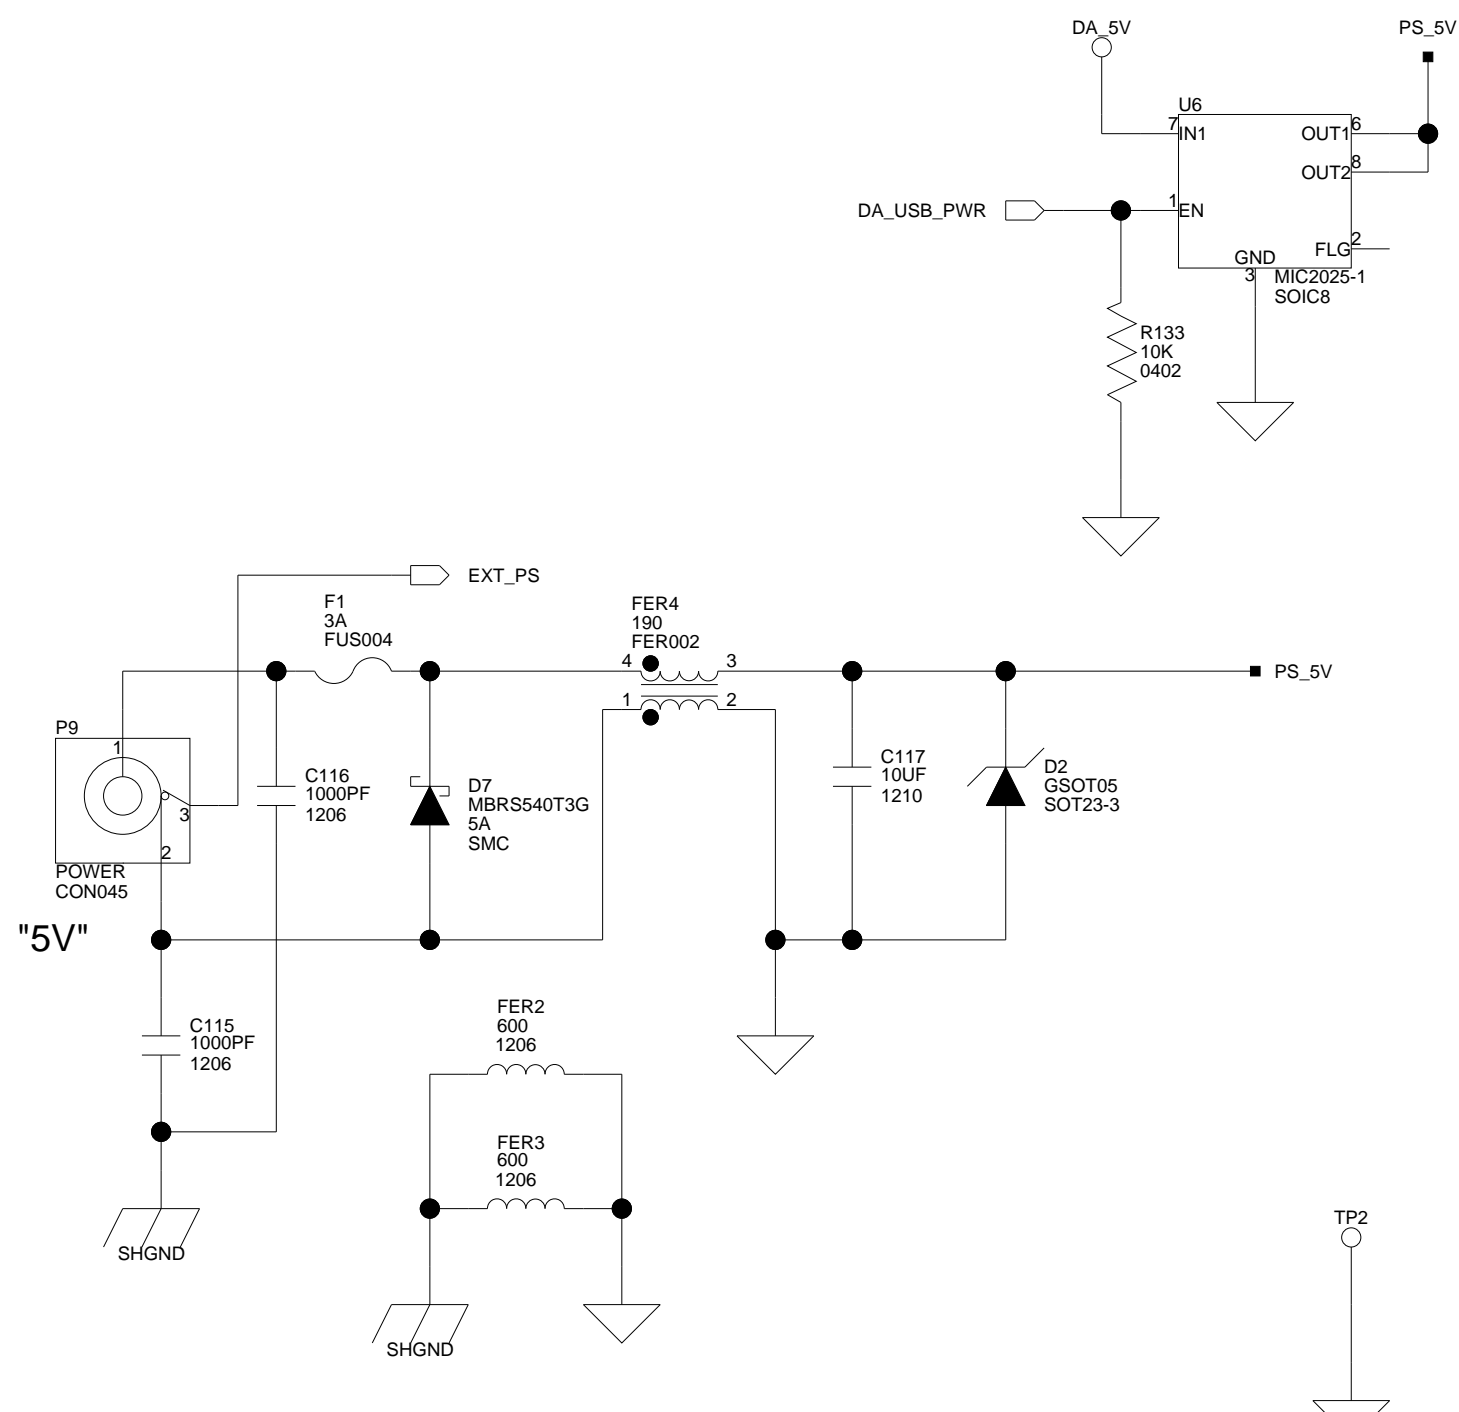 DA_5V
PS_5V
U6
7
IN1
OUT1
6
OUT2
8
DA_USB_PWR
1
EN
FLG
2
GND
3
MIC2025-1
SOIC8
R133
10K
0402
EXT_PS
F1
3A
FUS004
FER4
190
FER002
4
3
1
2
PS_5V
P9
1
3
2
POWER
CON045
"5V"
C116
1000PF
1206
D7
MBRS540T3G
5A
SMC
C117
10UF
1210
D2
GSOT05
SOT23-3
C115
1000PF
1206
FER2
600
1206
FER3
600
1206
SHGND
SHGND
TP2